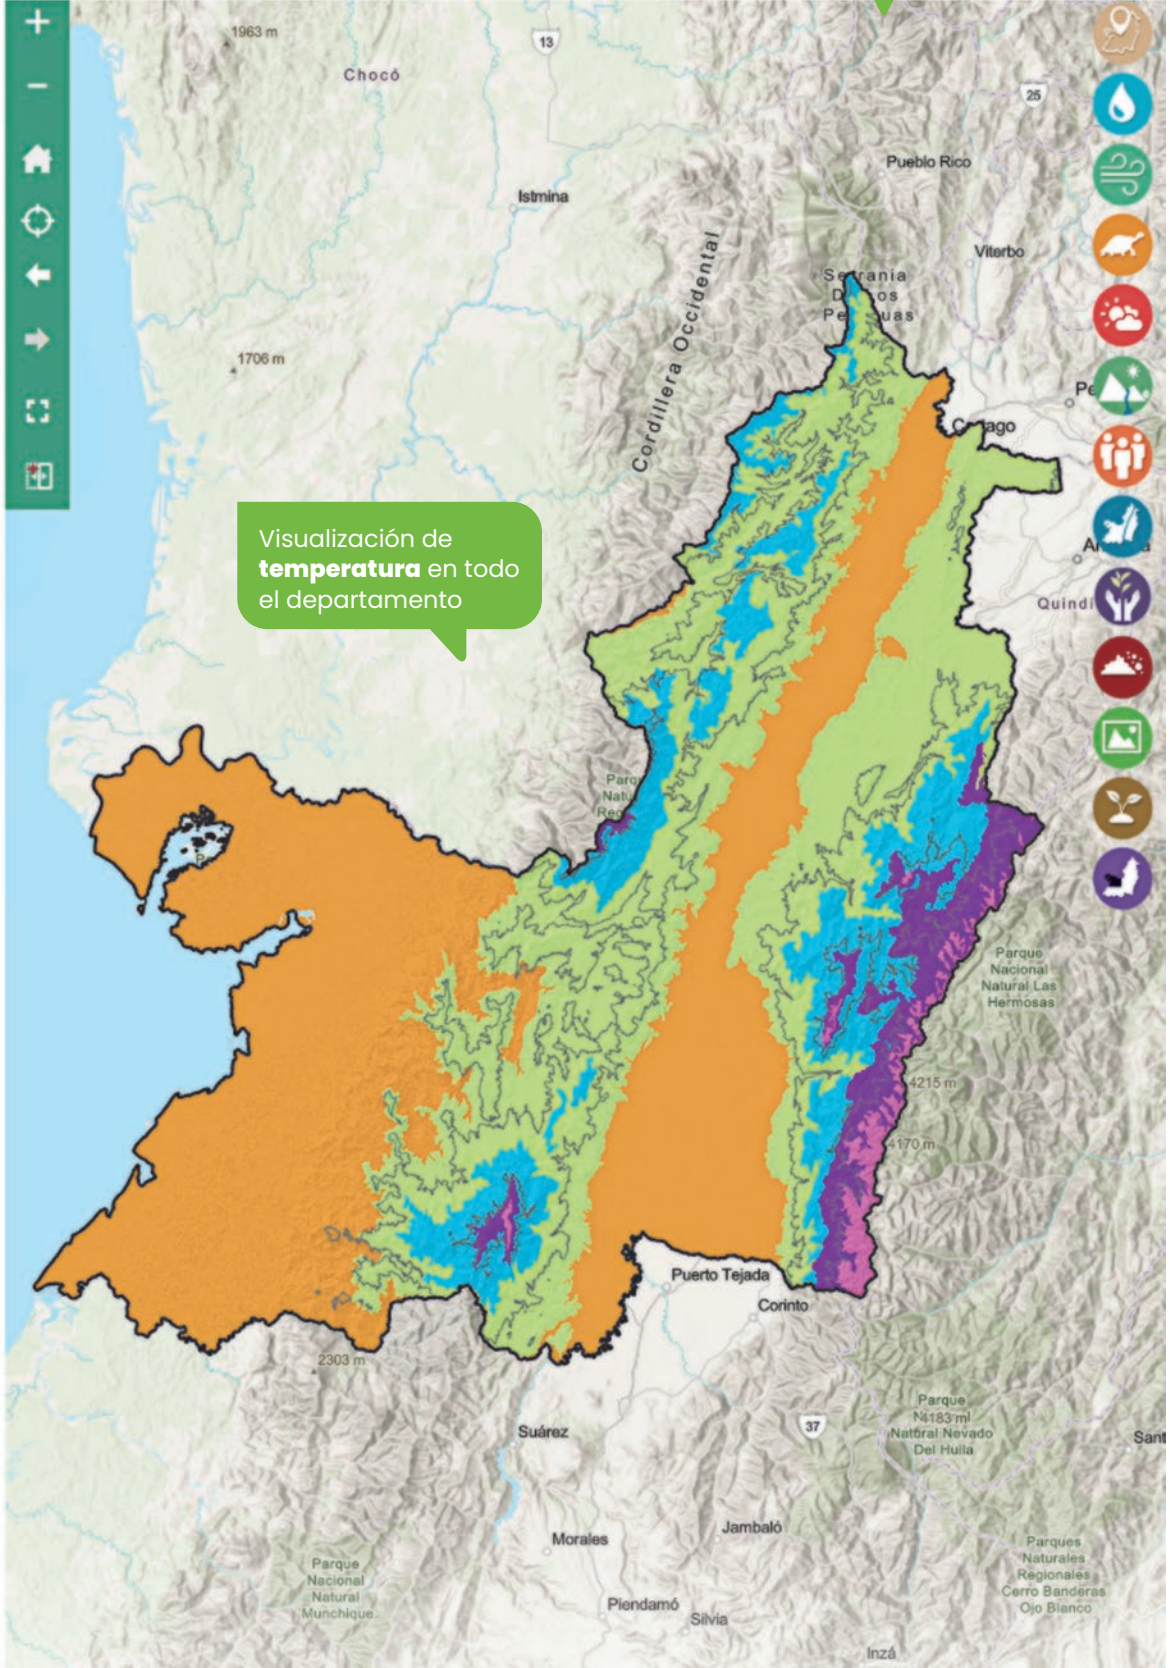 1963 m
13
Chocó
25
Pueblo Rico
Istmina
Viterbo
Cordillera Occidental
Serrania
1706 m
Visualización de
temperatura en todo
el departamento
Parque
Nacional
Natural Las
Hermosas
4215 m
4170 m
Puerto Tejada
Corinto
2303 m
Parque
4183 m
Natural Nevado
Del Huila
37
Suárez
Jambaló
Morales
Parques
Naturales
Regionales
Cerro Banderas
Ojo Blanco
Parque
Nacional
Natural
Munchique
Piendamó
Silvia
Inzá